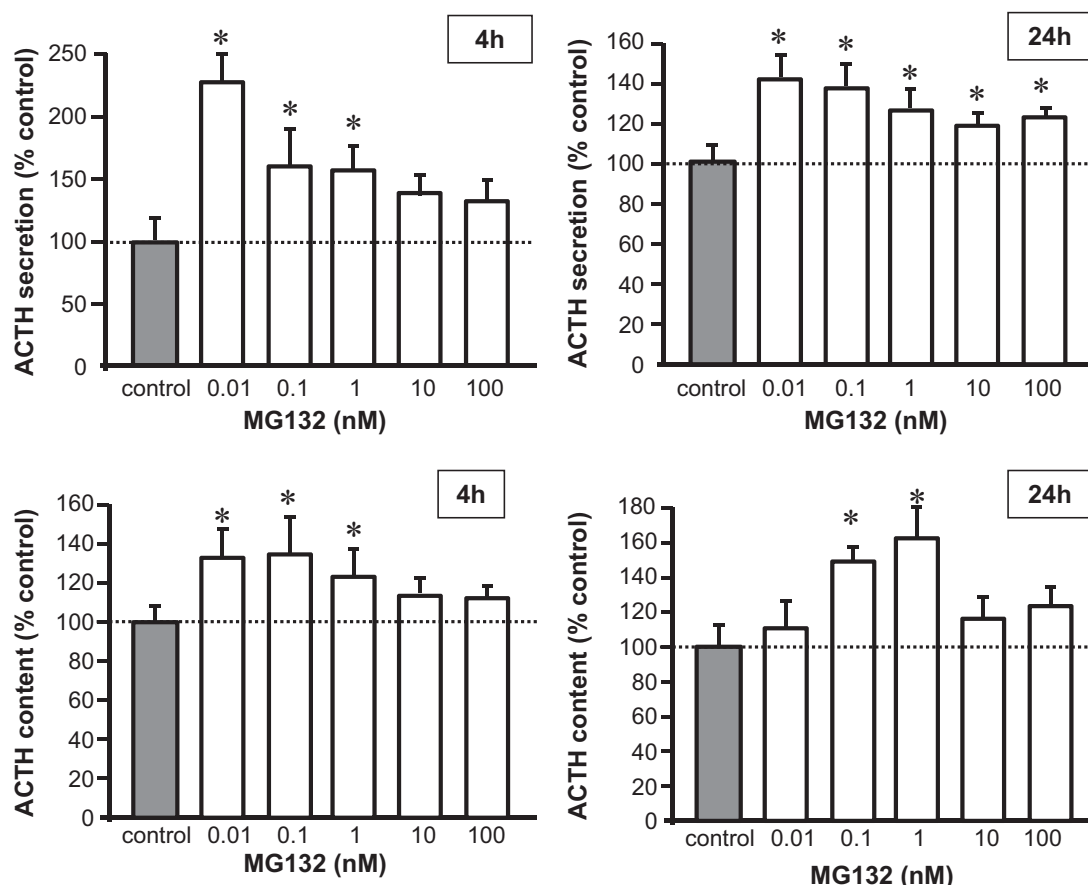 4h
ACTH secretion (% control)
250
200
150
100
50
0
* * *
control 0.01 0.1 1 10 100
MG132 (nM)
24h
ACTH secretion (% control)
160
140
120
100
80
60
40
20
0
* * * * *
control 0.01 0.1 1 10 100
MG132 (nM)
4h
ACTH content (% control)
160
140
120
100
80
60
40
20
0
* * *
control 0.01 0.1 1 10 100
MG132 (nM)
24h
ACTH content (% control)
180
160
140
120
100
80
60
40
20
0
* *
control 0.01 0.1 1 10 100
MG132 (nM)